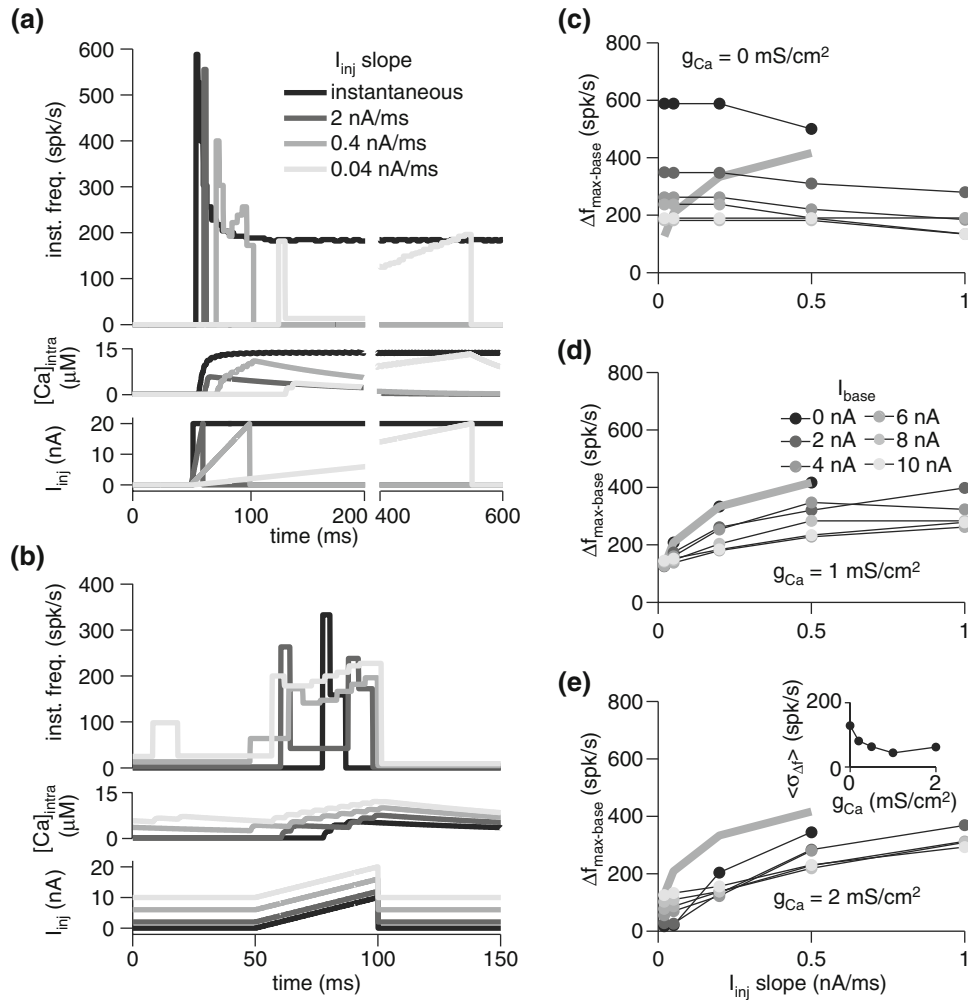 (a)
600
500
400
300
200
100
0
inst. freq. (spk/s)
I_inj slope
instantaneous
2 nA/ms
0.4 nA/ms
0.04 nA/ms
15
0
[Ca]_intra
(μM)
20
10
0
I_inj (nA)
0
100
200
400
600
time (ms)
(b)
400
300
200
100
0
inst. freq. (spk/s)
15
0
[Ca]_intra
(μM)
20
10
0
I_inj (nA)
0
50
100
150
time (ms)
(c)
800
600
400
200
0
Δf_max-base (spk/s)
g_Ca = 0 mS/cm²
0
0.5
1
(d)
800
600
400
200
0
Δf_max-base (spk/s)
I_base
0 nA 6 nA
2 nA 8 nA
4 nA 10 nA
g_Ca = 1 mS/cm²
0
0.5
1
(e)
800
600
400
200
0
Δf_max-base (spk/s)
200
0
<σ_Δf> (spk/s)
0
2
g_Ca (mS/cm²)
g_Ca = 2 mS/cm²
0
0.5
1
I_inj slope (nA/ms)